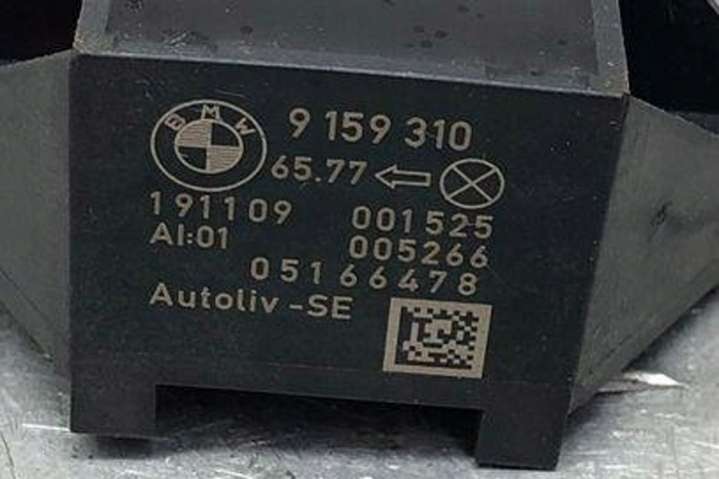 BMW
9 159 310
65.77
191109 001525
AI:01 005266
05166478
Autoliv -SE